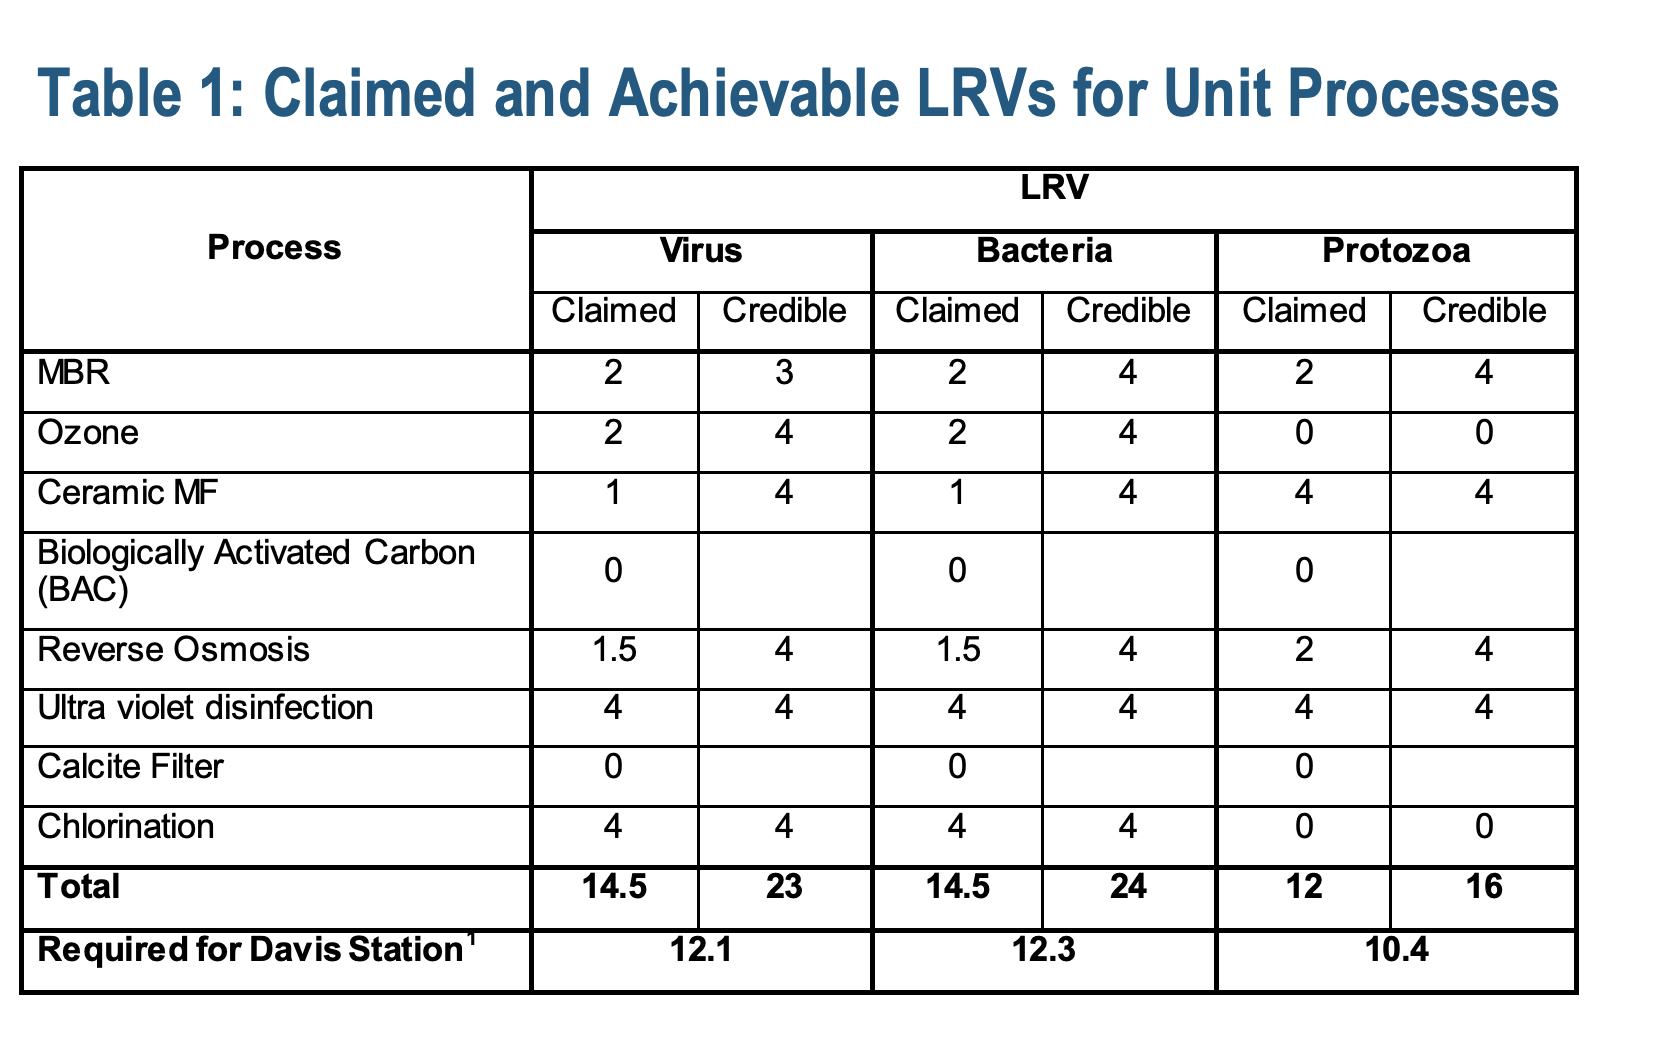 Table 1: Claimed and Achievable LRVs for Unit Processes
Process
LRV
Virus Bacteria Protozoa
Claimed Credible Claimed Credible Claimed Credible
MBR 2 3 2 4 2 4
Ozone 2 4 2 4 0 0
Ceramic MF 1 4 1 4 4 4
Biologically Activated Carbon
(BAC) 0 0 0
Reverse Osmosis 1.5 4 1.5 4 2 4
Ultra violet disinfection 4 4 4 4 4 4
Calcite Filter 0 0 0
Chlorination 4 4 4 4 0 0
Total 14.5 23 14.5 24 12 16
Required for Davis Station¹ 12.1 12.3 10.4